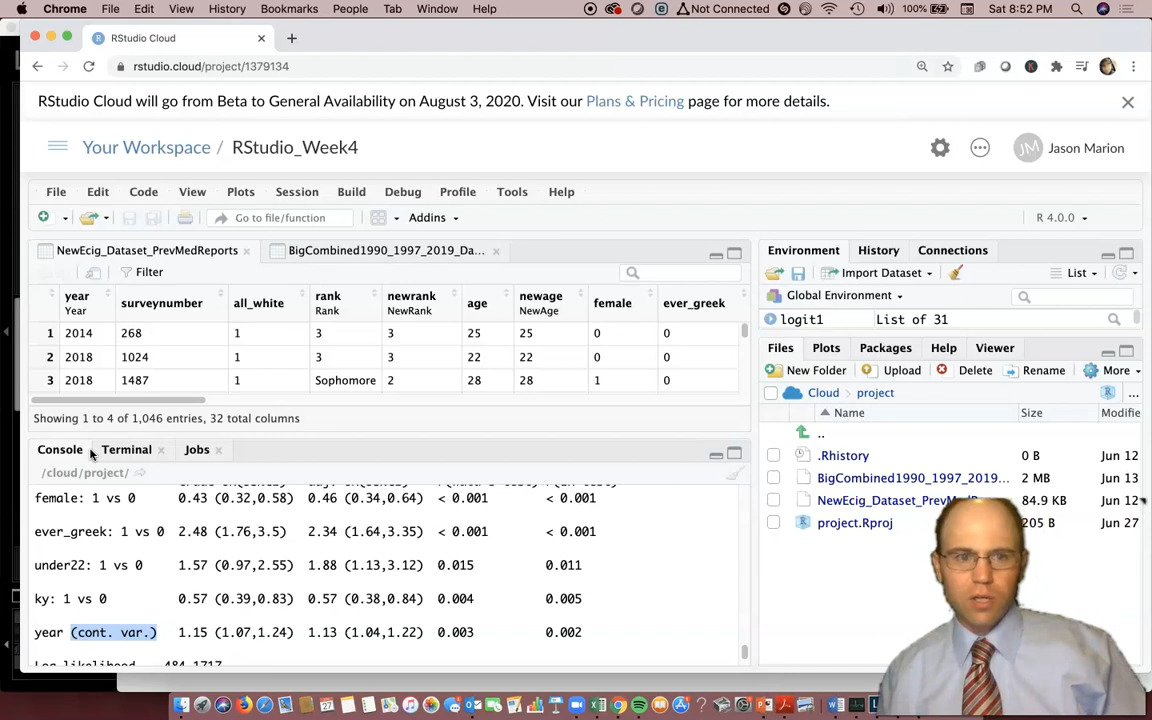 Chrome File Edit View History Bookmarks People Tab Window Help Not Connected 100% Sat 8:52 PM
RStudio Cloud
rstudio.cloud/project/1379134
RStudio Cloud will go from Beta to General Availability on August 3, 2020. Visit our Plans & Pricing page for more details.
Your Workspace / RStudio_Week4 JM Jason Marion
File Edit Code View Plots Session Build Debug Profile Tools Help
Go to file/function Addins R 4.0.0
NewEcig_Dataset_PrevMedReports BigCombined1990_1997_2019_Da...
Filter
year surveynumber all_white rank newrank age newage female ever_greek
Year Rank NewRank NewAge
1 2014 268 1 3 3 25 25 0 0
2 2018 1024 1 3 3 22 22 0 0
3 2018 1487 1 Sophomore 2 28 28 1 0
Showing 1 to 4 of 1,046 entries, 32 total columns
Console Terminal Jobs
/cloud/project/
female: 1 vs 0 0.43 (0.32,0.58) 0.46 (0.34,0.64) < 0.001 < 0.001
ever_greek: 1 vs 0 2.48 (1.76,3.5) 2.34 (1.64,3.35) < 0.001 < 0.001
under22: 1 vs 0 1.57 (0.97,2.55) 1.88 (1.13,3.12) 0.015 0.011
ky: 1 vs 0 0.57 (0.39,0.83) 0.57 (0.38,0.84) 0.004 0.005
year (cont. var.) 1.15 (1.07,1.24) 1.13 (1.04,1.22) 0.003 0.002
Environment History Connections
Import Dataset List
Global Environment
logit1 List of 31
Files Plots Packages Help Viewer
New Folder Upload Delete Rename More
Cloud project ...
Name Size Modifie
..
.Rhistory 0 B Jun 12
BigCombined1990_1997_2019... 2 MB Jun 13
NewEcig_Dataset_PrevMedR 84.9 KB Jun 12
project.Rproj 205 B Jun 27